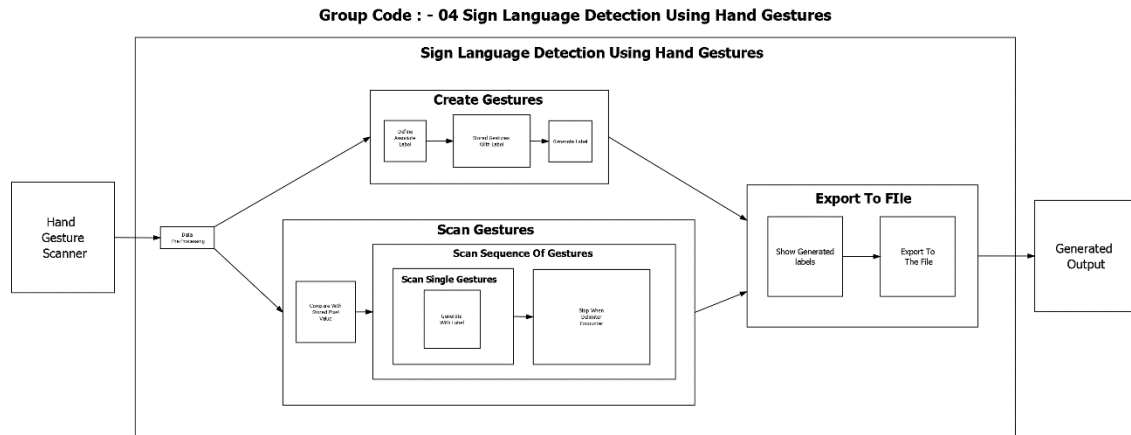 Group Code : - 04 Sign Language Detection Using Hand Gestures
Sign Language Detection Using Hand Gestures
Create Gestures
Define
Associate
Label
Stored Gestures
With Label
Generate Label
Hand
Gesture
Scanner
Data
Pre Processing
Scan Gestures
Scan Sequence Of Gestures
Scan Single Gestures
Compare With
Stored Pixel
Value
Generate
With Label
Stop When
Delimiter
Encounter
Export To FIle
Show Generated
labels
Export To
The File
Generated
Output